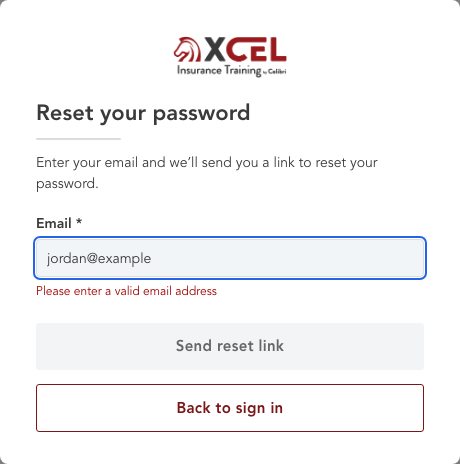 XCEL
Insurance Training by Colibri
Reset your password
Enter your email and we’ll send you a link to reset your
password.
Email *
jordan@example
Please enter a valid email address
Send reset link
Back to sign in